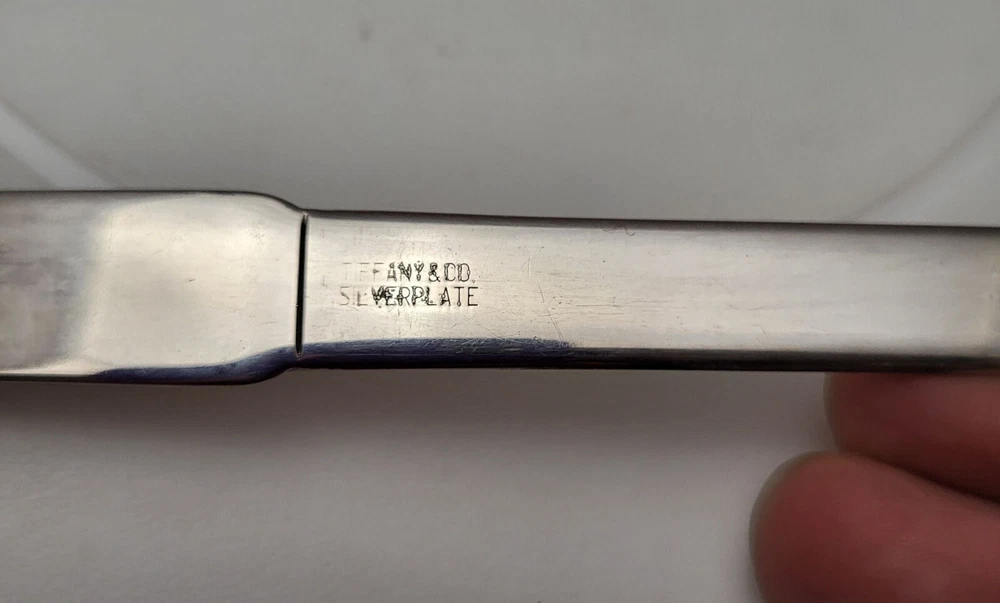 TIFFANY & CO.
SILVERPLATE